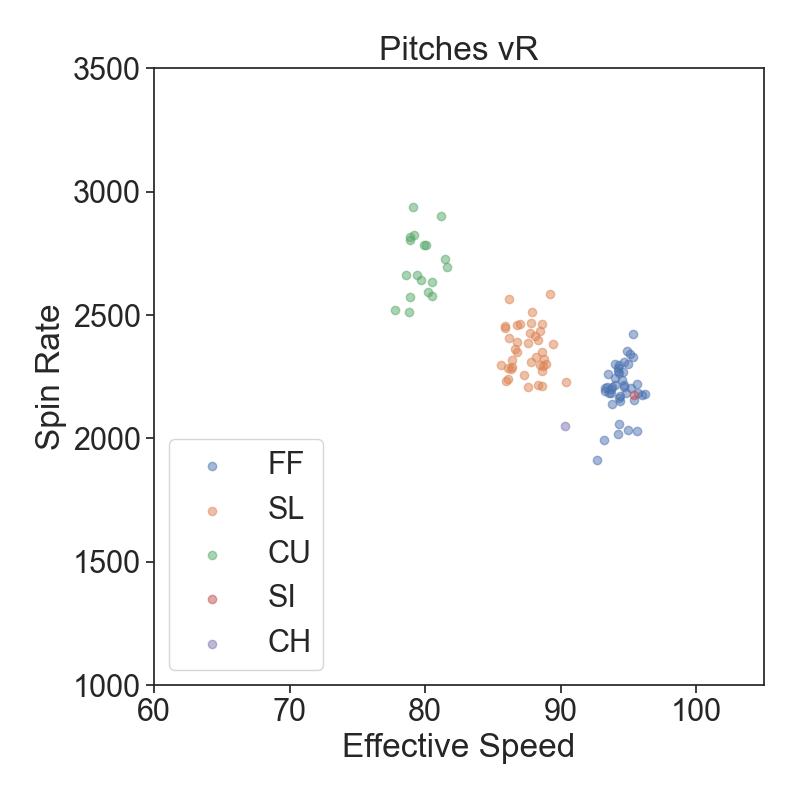 Pitches vR
3500
3000
2500
2000
1500
1000
Spin Rate
FF
SL
CU
SI
CH
60 70 80 90 100
Effective Speed